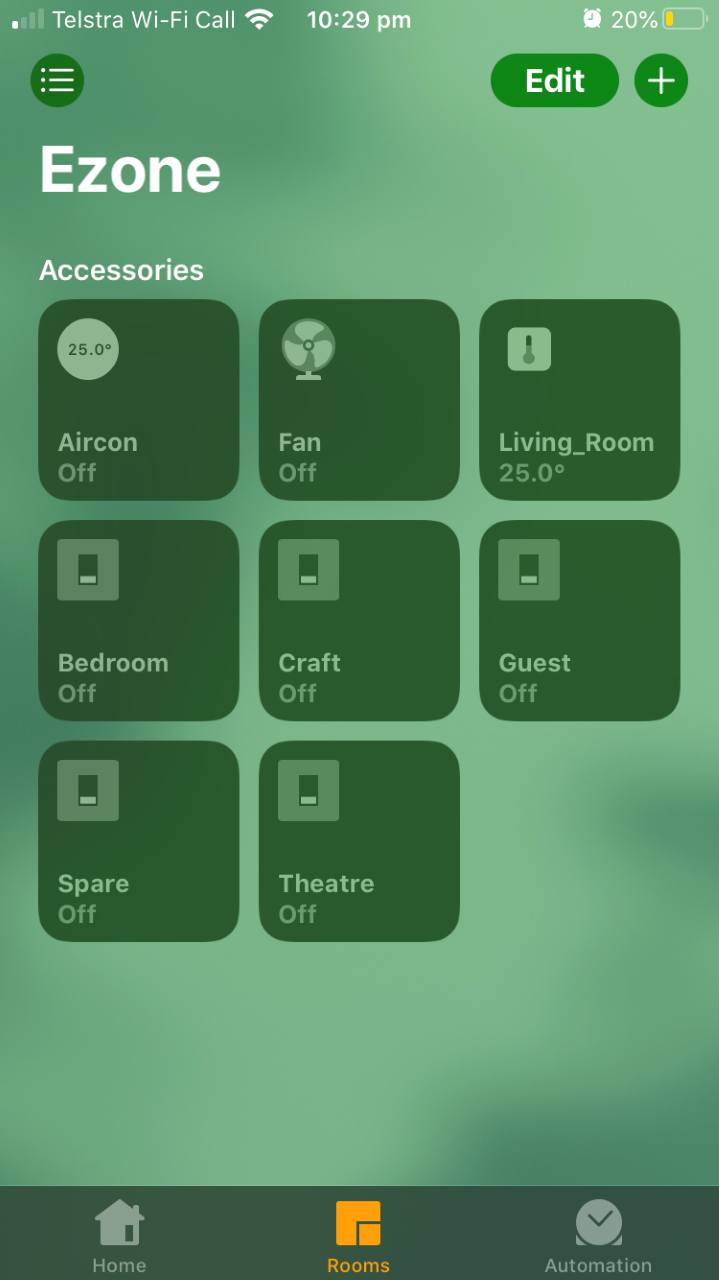 Telstra Wi-Fi Call 10:29 pm 20%
Edit
Ezone
Accessories
25.0°
Aircon
Off
Fan
Off
Living_Room
25.0°
Bedroom
Off
Craft
Off
Guest
Off
Spare
Off
Theatre
Off
Home Rooms Automation